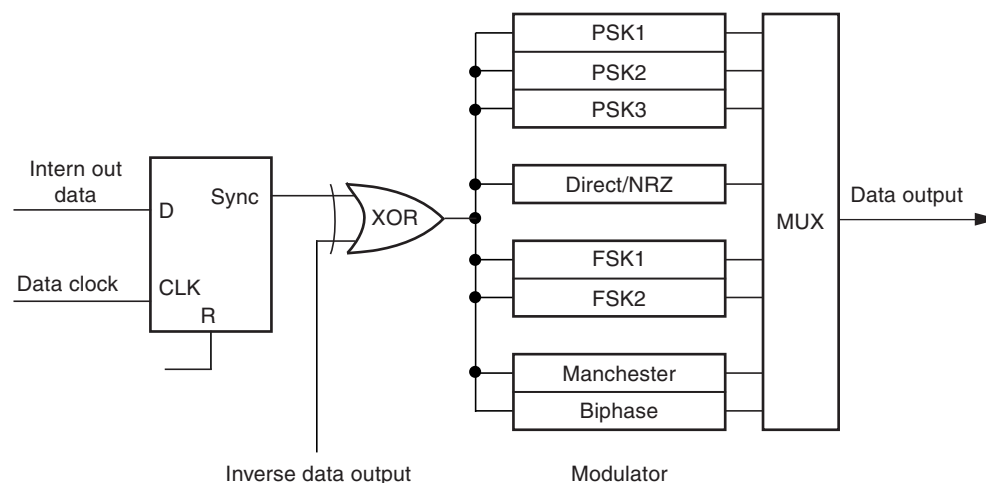 PSK1
PSK2
PSK3
Intern out
data
D
Sync
XOR
Direct/NRZ
MUX
Data output
Data clock
CLK
R
FSK1
FSK2
Manchester
Biphase
Inverse data output
Modulator